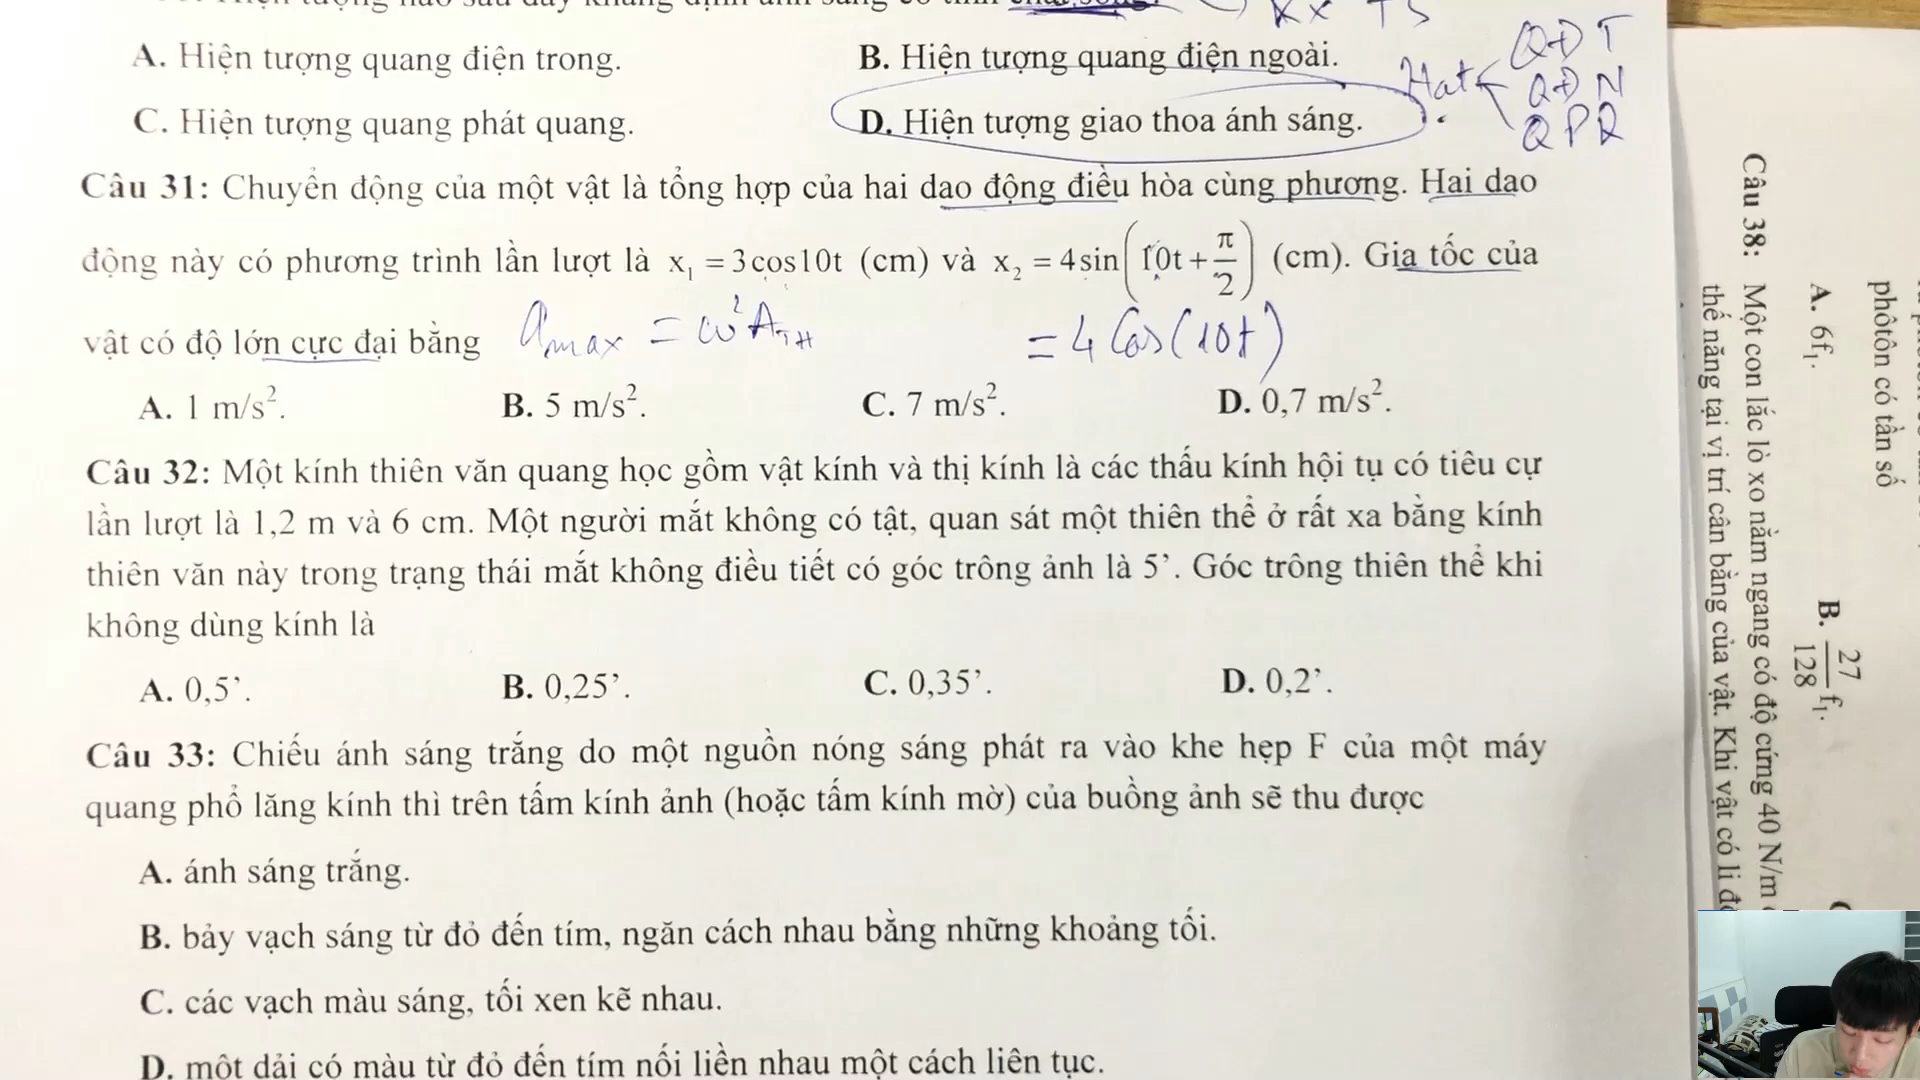 A. Hiện tượng quang điện trong. B. Hiện tượng quang điện ngoài.
C. Hiện tượng quang phát quang. D. Hiện tượng giao thoa ánh sáng.
Hạt
QĐT
QĐN
QPQ
Câu 31: Chuyển động của một vật là tổng hợp của hai dao động điều hòa cùng phương. Hai dao
động này có phương trình lần lượt là x₁ = 3cos10t (cm) và x₂ = 4sin(10t + π/2) (cm). Gia tốc của
vật có độ lớn cực đại bằng a max = ω² A TH = 4 Cos(10t)
A. 1 m/s². B. 5 m/s². C. 7 m/s². D. 0,7 m/s².
Câu 32: Một kính thiên văn quang học gồm vật kính và thị kính là các thấu kính hội tụ có tiêu cự
lần lượt là 1,2 m và 6 cm. Một người mắt không có tật, quan sát một thiên thể ở rất xa bằng kính
thiên văn này trong trạng thái mắt không điều tiết có góc trông ảnh là 5’. Góc trông thiên thể khi
không dùng kính là
A. 0,5’. B. 0,25’. C. 0,35’. D. 0,2’.
Câu 33: Chiếu ánh sáng trắng do một nguồn nóng sáng phát ra vào khe hẹp F của một máy
quang phổ lăng kính thì trên tấm kính ảnh (hoặc tấm kính mờ) của buồng ảnh sẽ thu được
A. ánh sáng trắng.
B. bảy vạch sáng từ đỏ đến tím, ngăn cách nhau bằng những khoảng tối.
C. các vạch màu sáng, tối xen kẽ nhau.
D. một dải có màu từ đỏ đến tím nối liền nhau một cách liên tục.
phôtôn có tần số
A. 6f₁. B. 27/128 f₁.
Câu 38: Một con lắc lò xo nằm ngang có độ cứng 40 N/m
thế năng tại vị trí cân bằng của vật. Khi vật có li